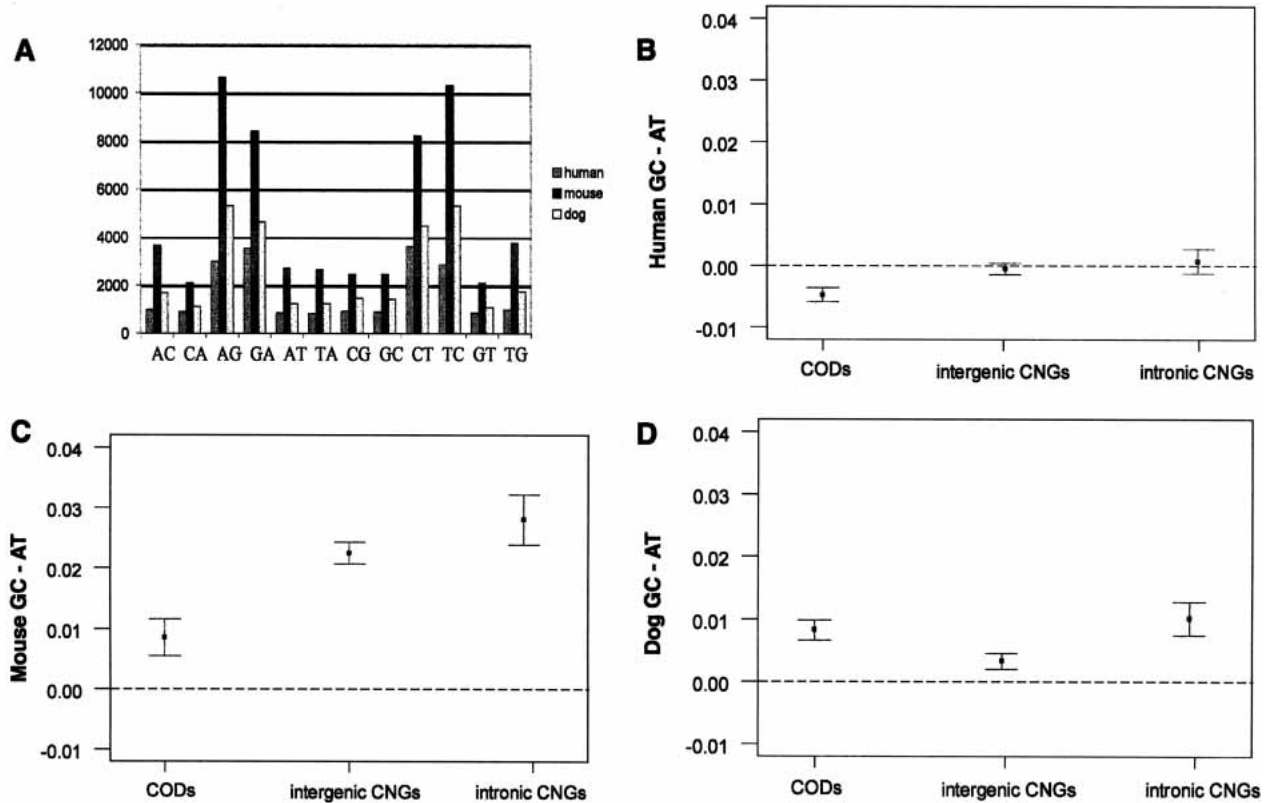 A
12000
10000
8000
6000
4000
2000
0
AC CA AG GA AT TA CG GC CT TC GT TG
human
mouse
dog
B
Human GC - AT
0.04
0.03
0.02
0.01
0.00
-0.01
CODs intergenic CNGs intronic CNGs
C
Mouse GC - AT
0.04
0.03
0.02
0.01
0.00
-0.01
CODs intergenic CNGs intronic CNGs
D
Dog GC - AT
0.04
0.03
0.02
0.01
0.00
-0.01
CODs intergenic CNGs intronic CNGs